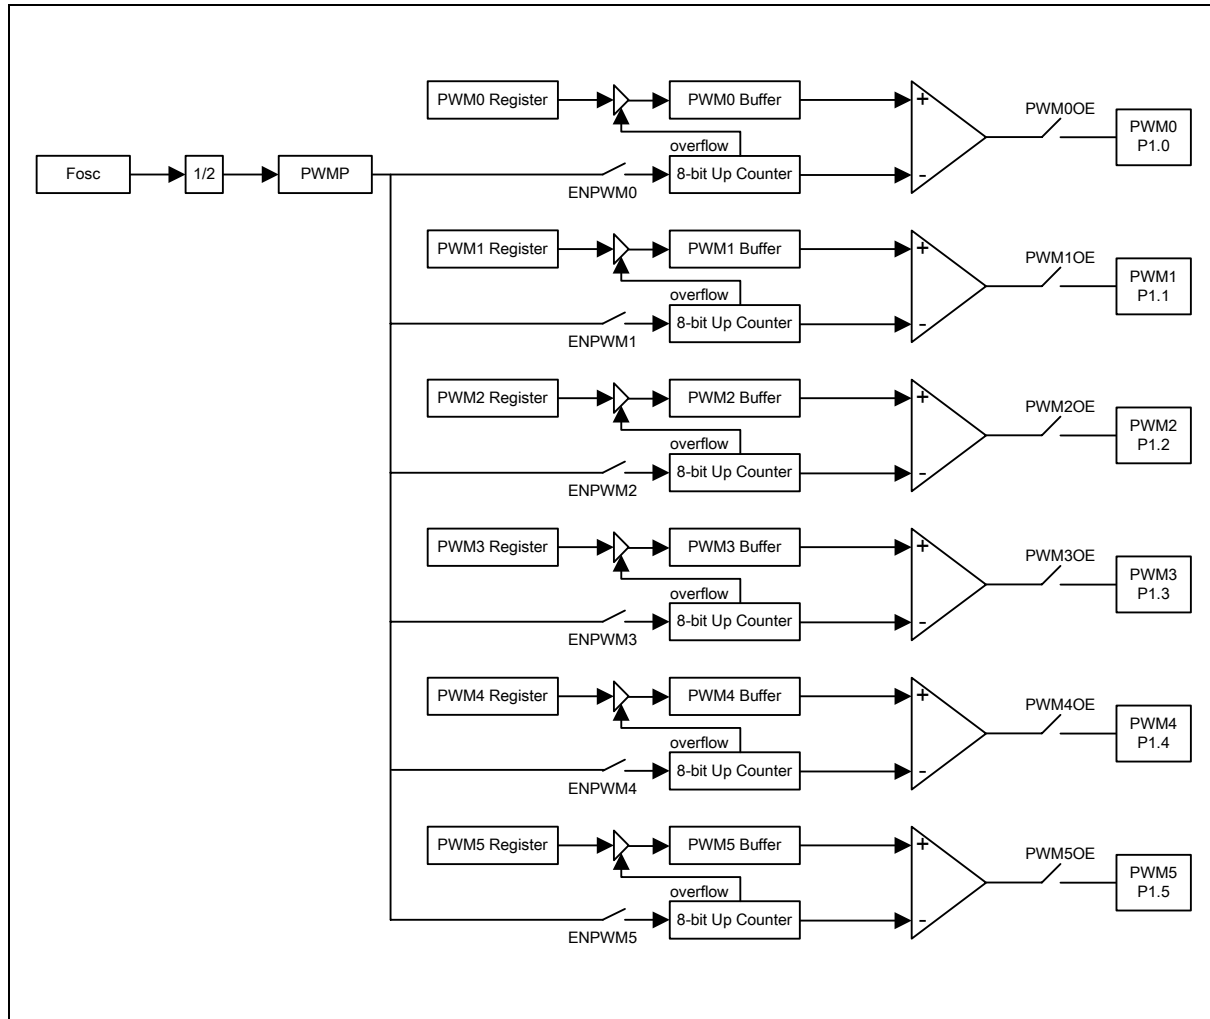 PWM0 Register
PWM0 Buffer
+
PWM0OE
PWM0
P1.0
overflow
Fosc
1/2
PWMP
ENPWM0
8-bit Up Counter
-
PWM1 Register
PWM1 Buffer
+
PWM1OE
PWM1
P1.1
overflow
ENPWM1
8-bit Up Counter
-
PWM2 Register
PWM2 Buffer
+
PWM2OE
PWM2
P1.2
overflow
ENPWM2
8-bit Up Counter
-
PWM3 Register
PWM3 Buffer
+
PWM3OE
PWM3
P1.3
overflow
ENPWM3
8-bit Up Counter
-
PWM4 Register
PWM4 Buffer
+
PWM4OE
PWM4
P1.4
overflow
ENPWM4
8-bit Up Counter
-
PWM5 Register
PWM5 Buffer
+
PWM5OE
PWM5
P1.5
overflow
ENPWM5
8-bit Up Counter
-